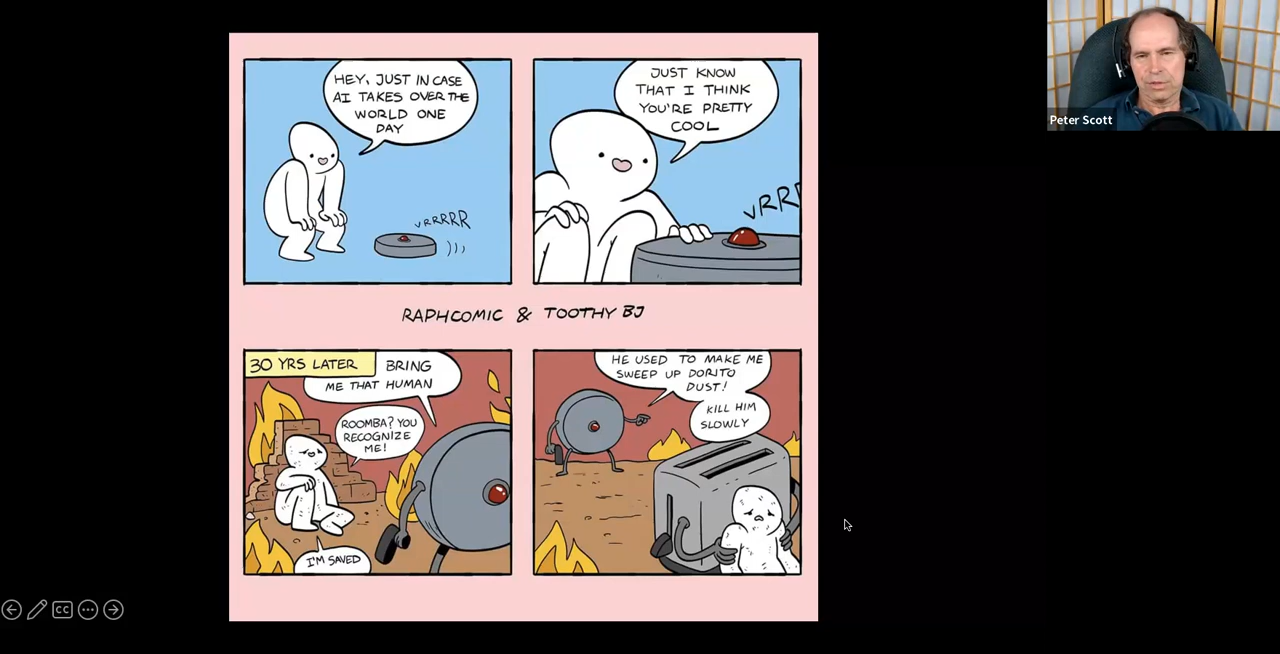 HEY, JUST IN CASE
AI TAKES OVER THE
WORLD ONE
DAY
VRRRRR
JUST KNOW
THAT I THINK
YOU'RE PRETTY
COOL
VRRR
RAPHCOMIC & TOOTHY BJ
30 YRS LATER
BRING
ME THAT HUMAN
ROOMBA? YOU
RECOGNIZE
ME!
I'M SAVED
HE USED TO MAKE ME
SWEEP UP DORITO
DUST!
KILL HIM
SLOWLY
Peter Scott
CC